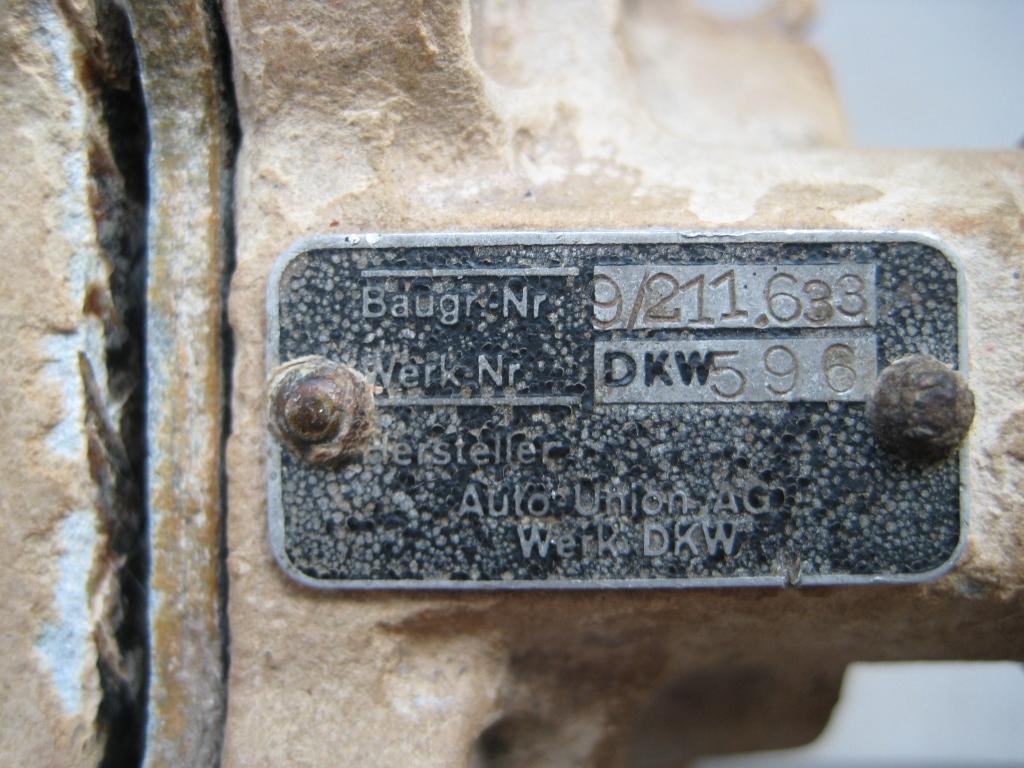 Baugr.-Nr 9/211.633
Werk Nr DKW 596
Hersteller
Auto Union AG
Werk DKW